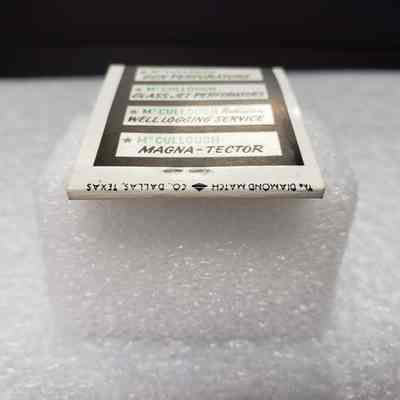 * McCULLOUGH
GUN PERFORATORS
* McCULLOUGH
GLASS JET PERFORATORS
* McCULLOUGH Radiation
WELL LOGGING SERVICE
* McCULLOUGH
MAGNA-TECTOR
THE DIAMOND MATCH CO., DALLAS, TEXAS